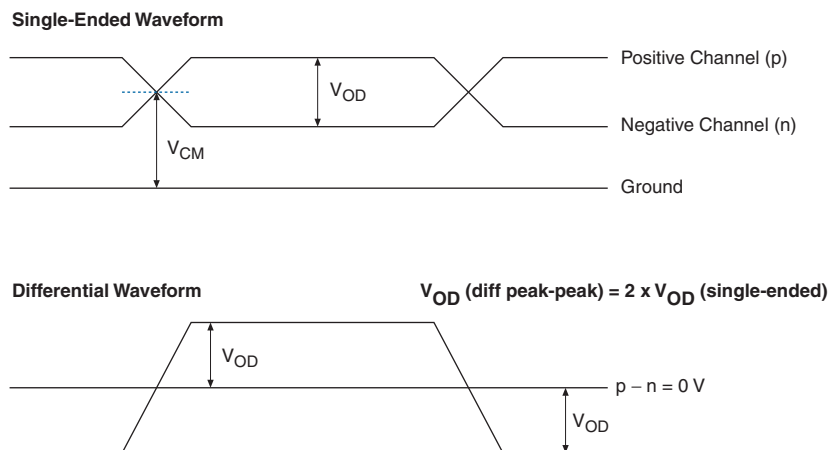 Single-Ended Waveform
Positive Channel (p)
VOD
Negative Channel (n)
VCM
Ground
Differential Waveform
VOD (diff peak-peak) = 2 x VOD (single-ended)
VOD
p – n = 0 V
VOD